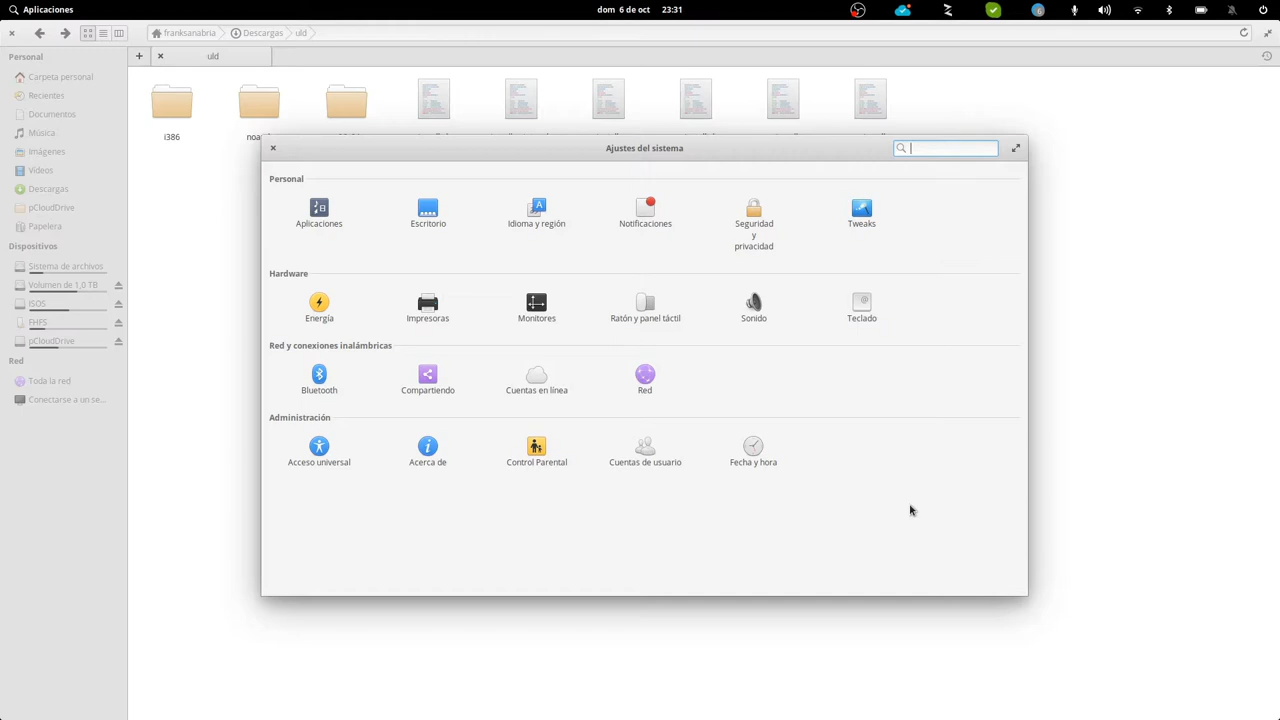 Aplicaciones
dom 6 de oct 23:31
franksanabria Descargas uld
uld
Personal
Carpeta personal
Recientes
Documentos
Música
Imágenes
Vídeos
Descargas
pCloudDrive
Papelera
Dispositivos
Sistema de archivos
Volumen de 1,0 TB
ISOS
FHFS
pCloudDrive
Red
Toda la red
Conectarse a un se...
i386
Ajustes del sistema
Personal
Aplicaciones Escritorio Idioma y región Notificaciones Seguridad Tweaks
y
privacidad
Hardware
Energía Impresoras Monitores Ratón y panel táctil Sonido Teclado
Red y conexiones inalámbricas
Bluetooth Compartiendo Cuentas en línea Red
Administración
Acceso universal Acerca de Control Parental Cuentas de usuario Fecha y hora